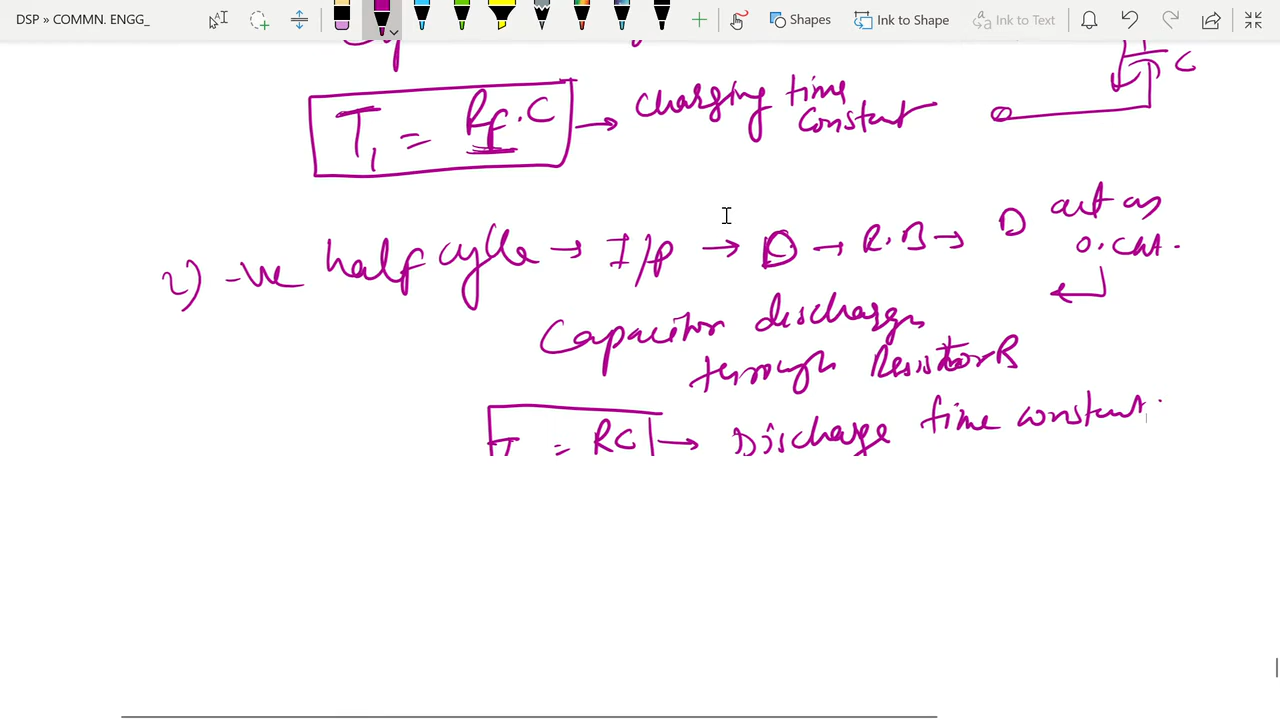 DSP » COMMN. ENGG_
Shapes
Ink to Shape
Ink to Text
C
T1 = Rf.C → Charging time
constant
2) -ve half cycle → I/P → D → R.B → D act as
O.CKT.
Capacitor discharge
through Resistor R
= RC → Discharge time constant.